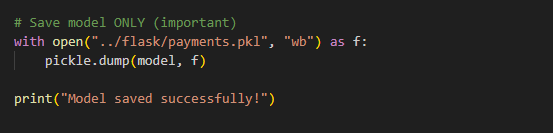 # Save model ONLY (important)
with open("../flask/payments.pkl", "wb") as f:
    pickle.dump(model, f)
print("Model saved successfully!")